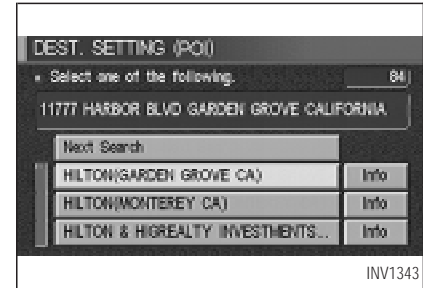 DEST. SETTING (POI)
Select one of the following. 84
11777 HARBOR BLVD GARDEN GROVE CALIFORNIA
Next Search
HILTON(GARDEN GROVE CA) Info
HILTON(MONTEREY CA) Info
HILTON & HIGREALTY INVESTMENTS... Info
INV1343